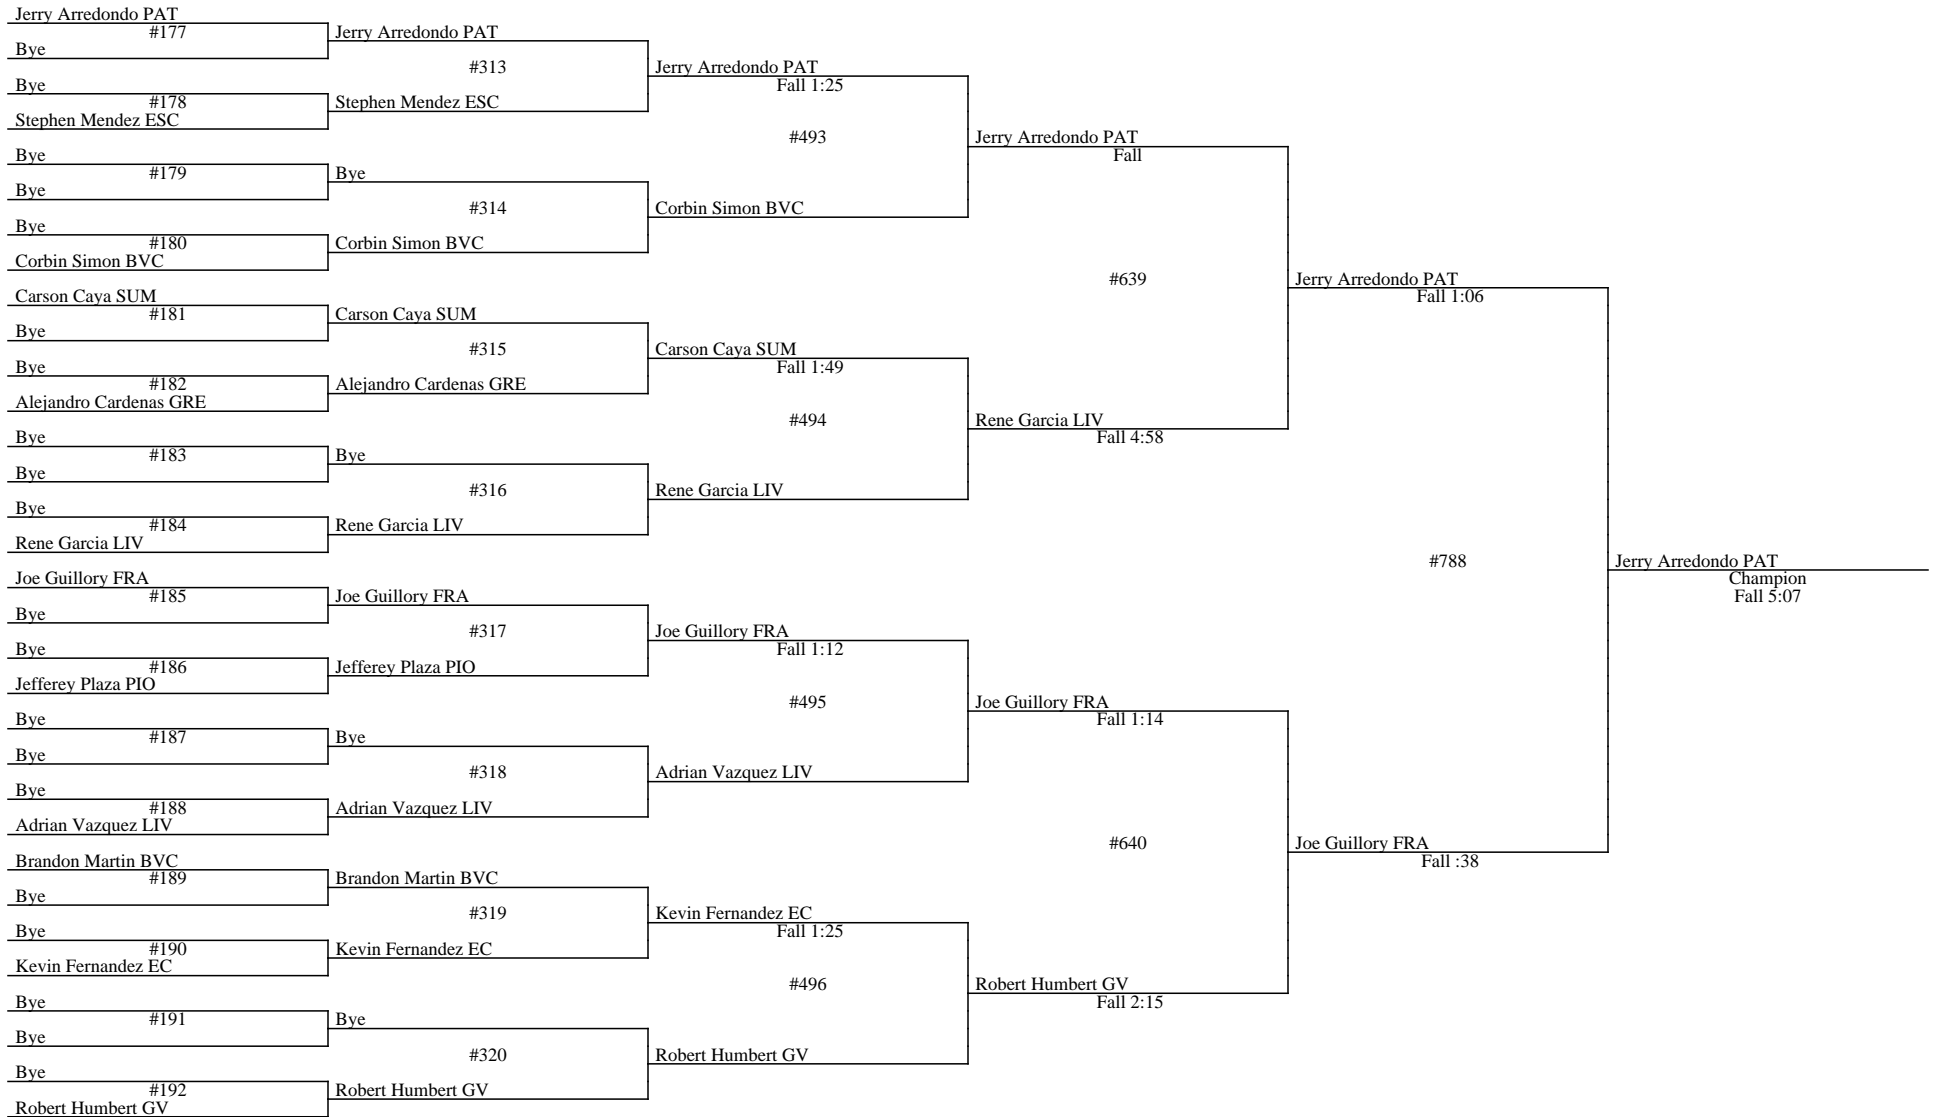 Jerry Arredondo PAT
#177
Bye
Bye
#178
Stephen Mendez ESC
Bye
#179
Bye
Bye
#180
Corbin Simon BVC
Carson Caya SUM
#181
Bye
Bye
#182
Alejandro Cardenas GRE
Bye
#183
Bye
Bye
#184
Rene Garcia LIV
Joe Guillory FRA
#185
Bye
Bye
#186
Jefferey Plaza PIO
Bye
#187
Bye
Bye
#188
Adrian Vazquez LIV
Brandon Martin BVC
#189
Bye
Bye
#190
Kevin Fernandez EC
Bye
#191
Bye
Bye
#192
Robert Humbert GV
Jerry Arredondo PAT
#313
Stephen Mendez ESC
Bye
#314
Corbin Simon BVC
Carson Caya SUM
#315
Alejandro Cardenas GRE
Bye
#316
Rene Garcia LIV
Joe Guillory FRA
#317
Jefferey Plaza PIO
Bye
#318
Adrian Vazquez LIV
Brandon Martin BVC
#319
Kevin Fernandez EC
Bye
#320
Robert Humbert GV
Jerry Arredondo PAT
Fall 1:25
#493
Corbin Simon BVC
Carson Caya SUM
Fall 1:49
#494
Rene Garcia LIV
Joe Guillory FRA
Fall 1:12
#495
Adrian Vazquez LIV
Kevin Fernandez EC
Fall 1:25
#496
Robert Humbert GV
Jerry Arredondo PAT
Fall
#639
Rene Garcia LIV
Fall 4:58
Joe Guillory FRA
Fall 1:14
#640
Robert Humbert GV
Fall 2:15
Jerry Arredondo PAT
Fall 1:06
#788
Joe Guillory FRA
Fall :38
Jerry Arredondo PAT
Champion
Fall 5:07